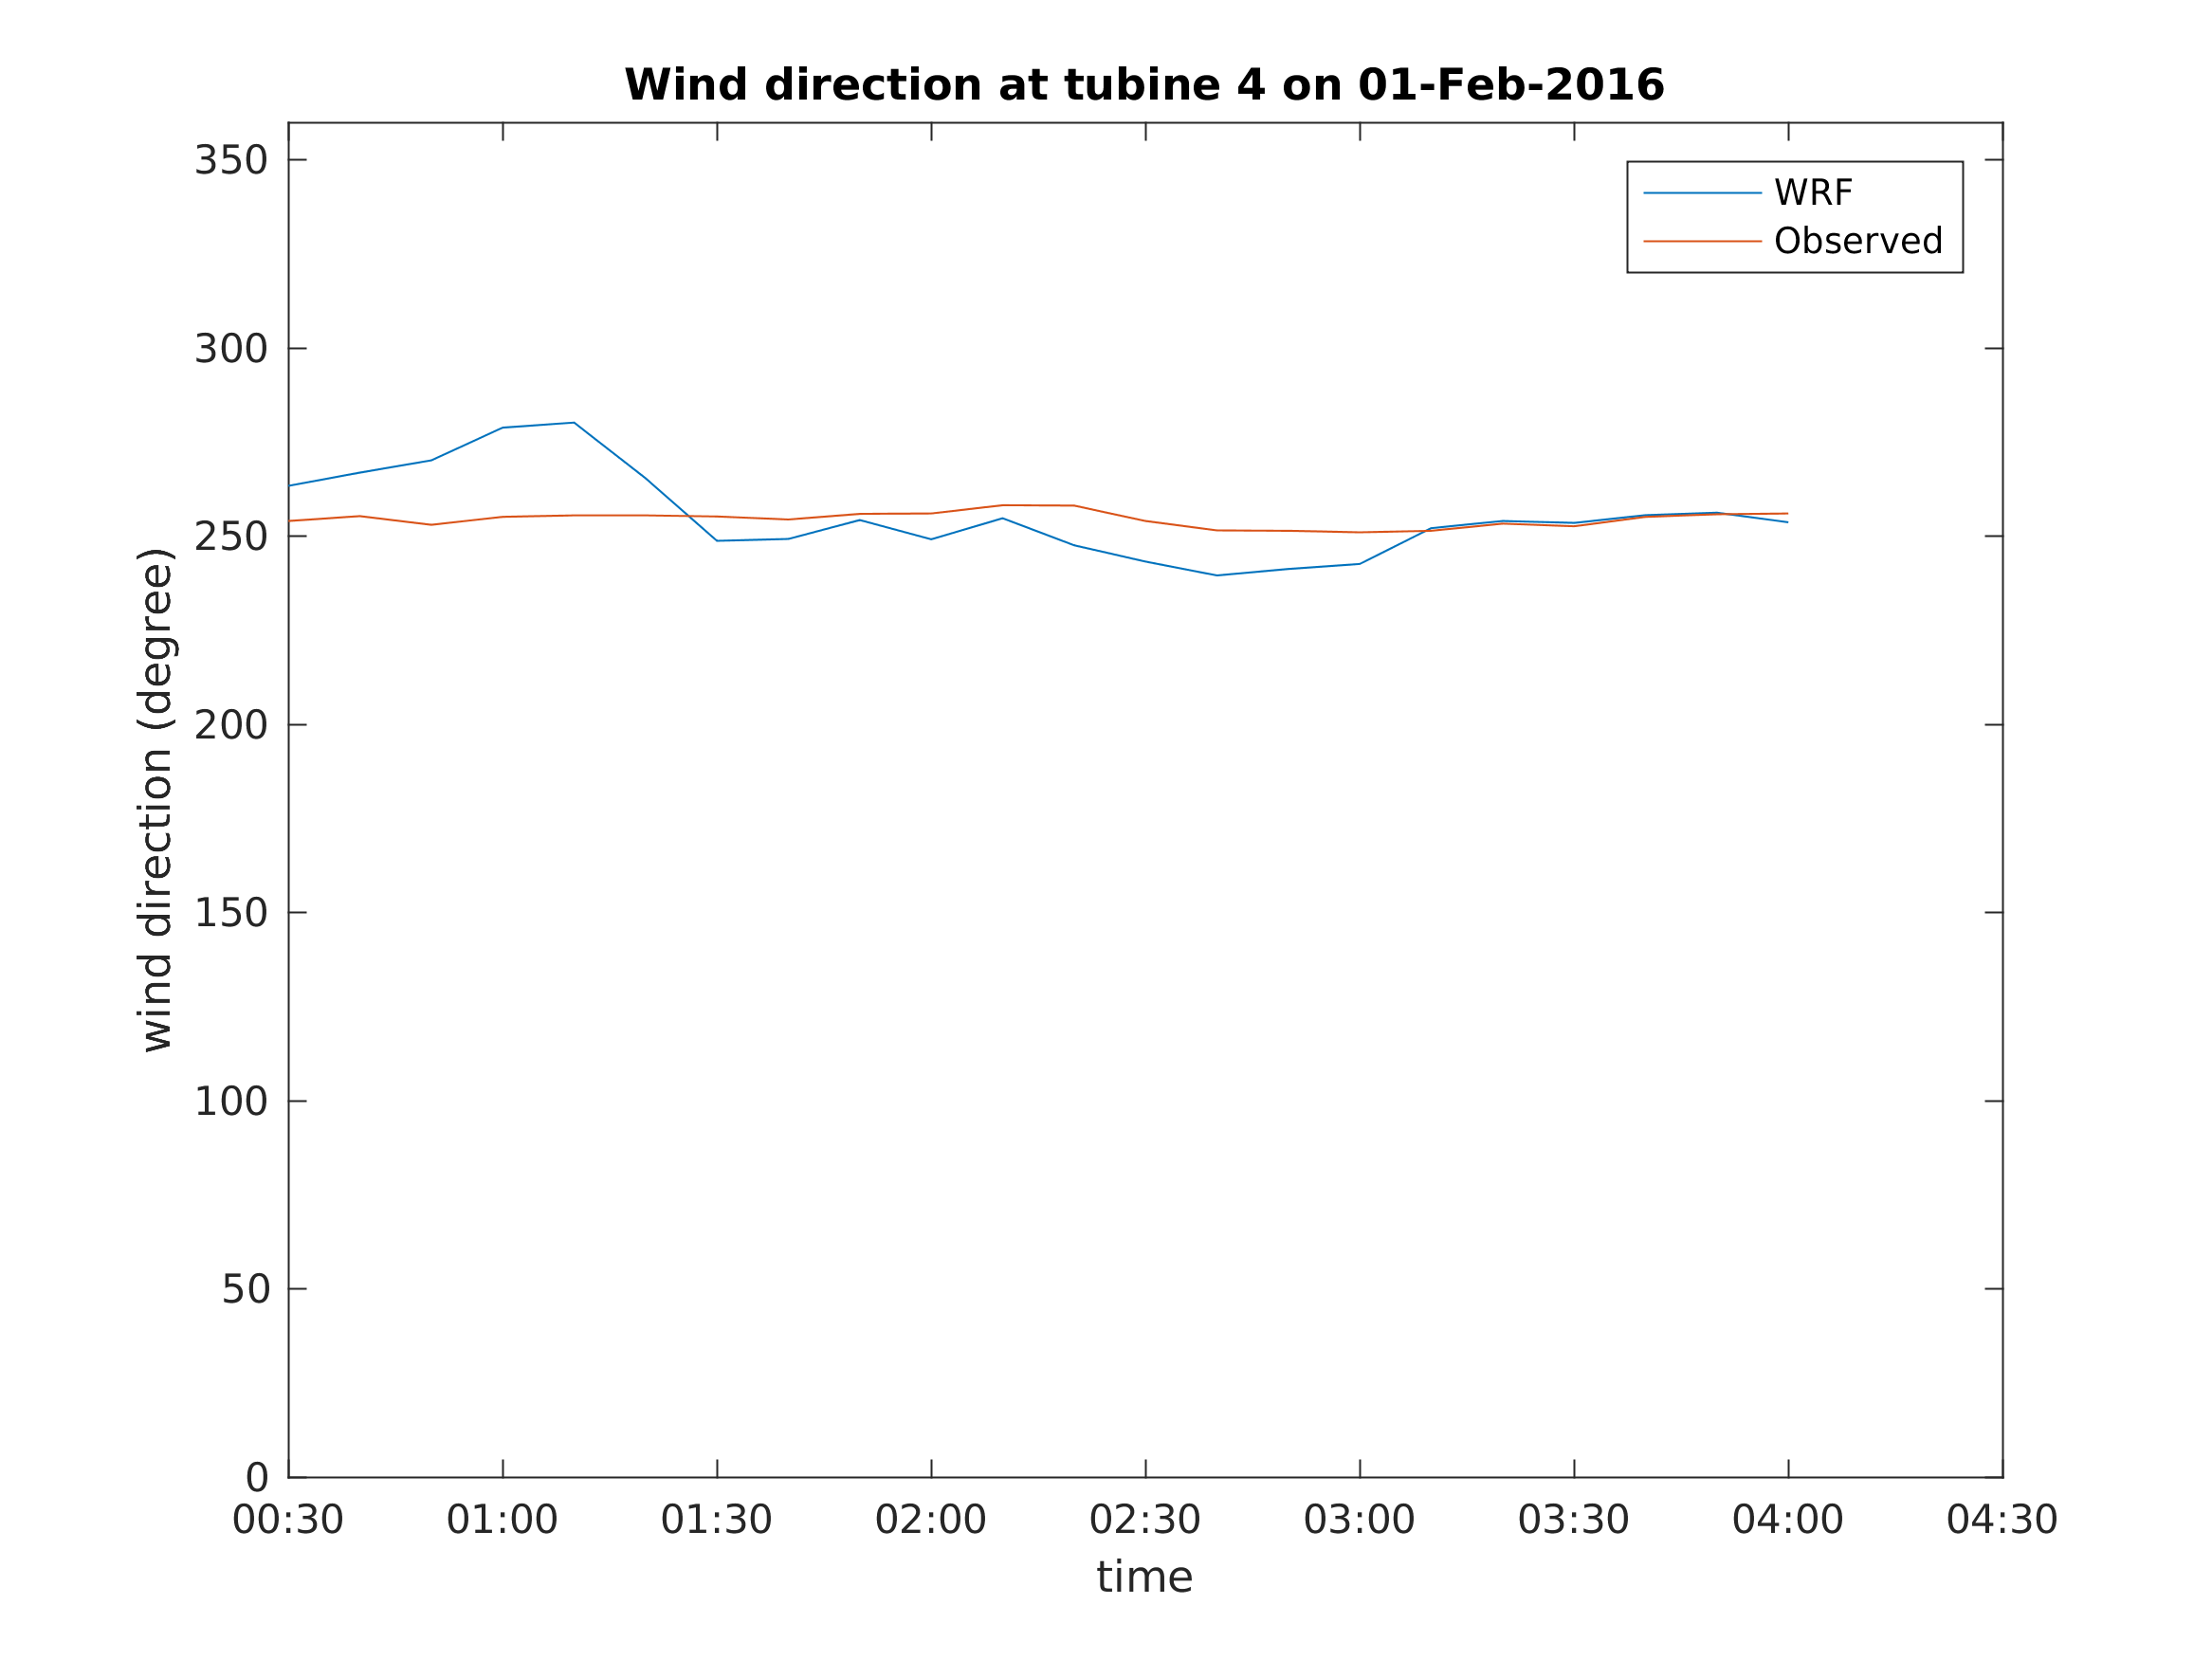 Wind direction at tubine 4 on 01-Feb-2016
WRF
Observed
350
300
250
200
150
100
50
0
wind direction (degree)
00:30 01:00 01:30 02:00 02:30 03:00 03:30 04:00 04:30
time